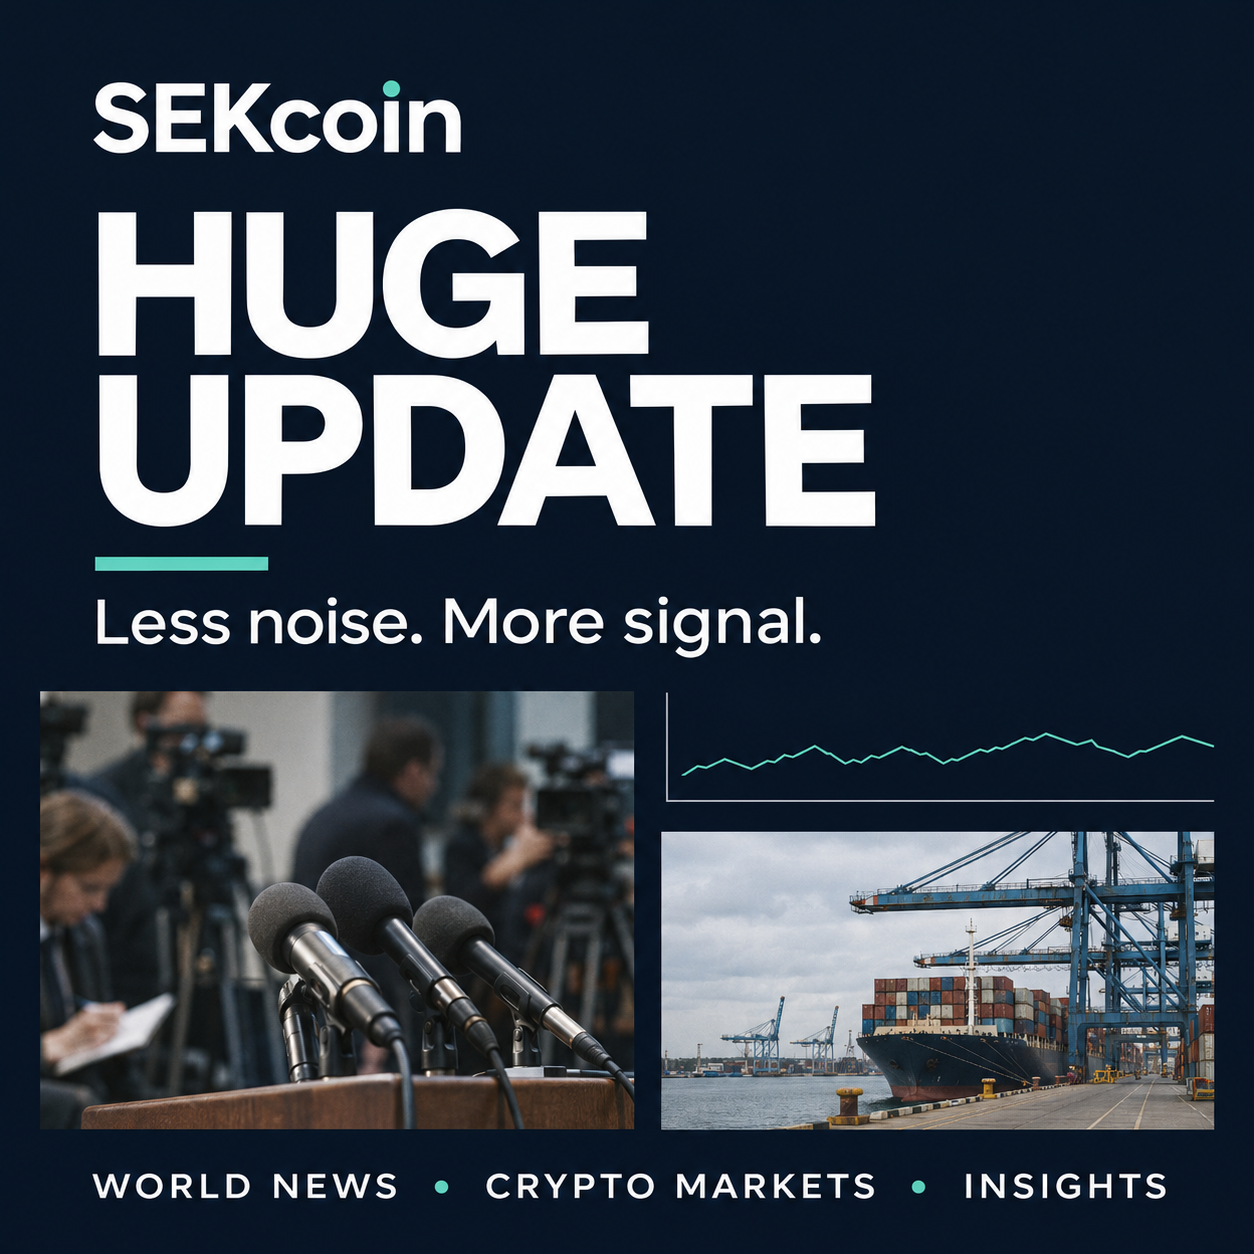 SEKcoin
HUGE
UPDATE
Less noise. More signal.
WORLD NEWS • CRYPTO MARKETS • INSIGHTS